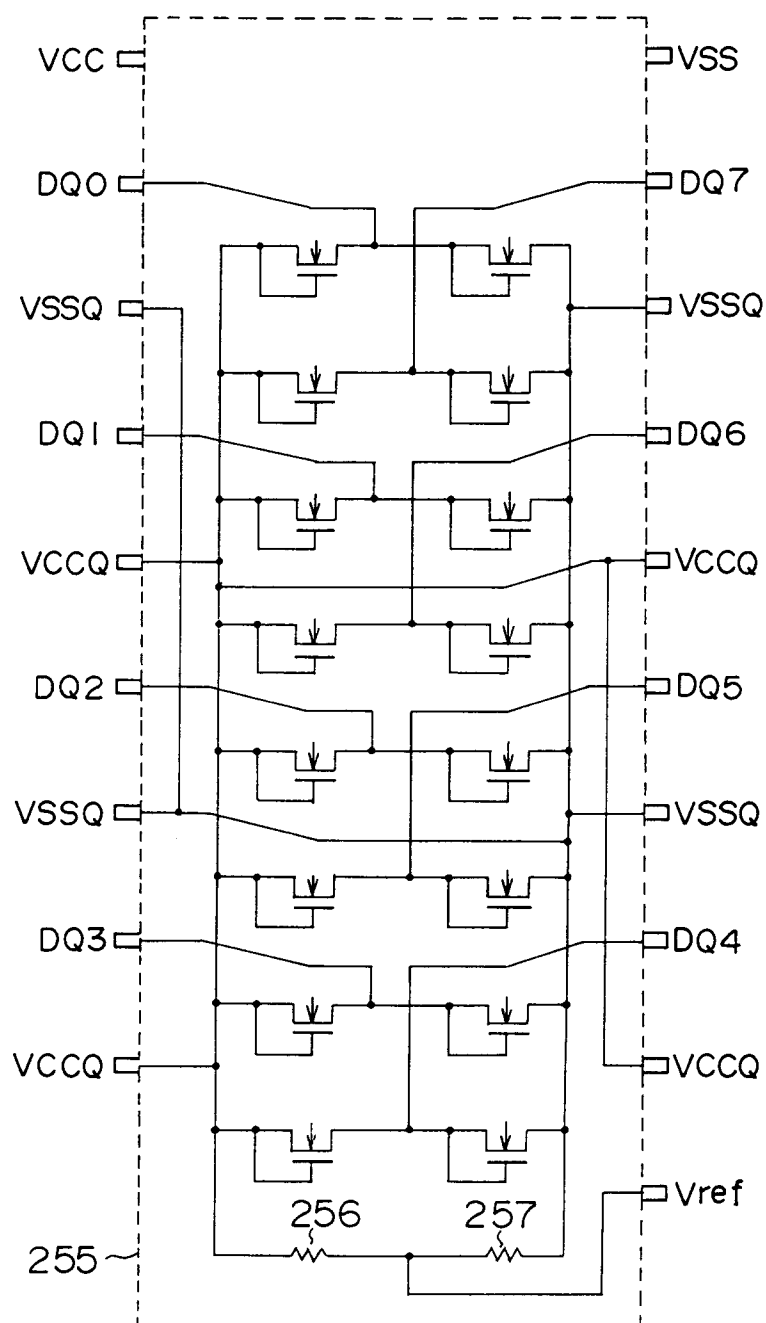 VCC
VSS
DQ0
DQ7
VSSQ
VSSQ
DQ1
DQ6
VCCQ
VCCQ
DQ2
DQ5
VSSQ
VSSQ
DQ3
DQ4
VCCQ
VCCQ
Vref
256
257
255